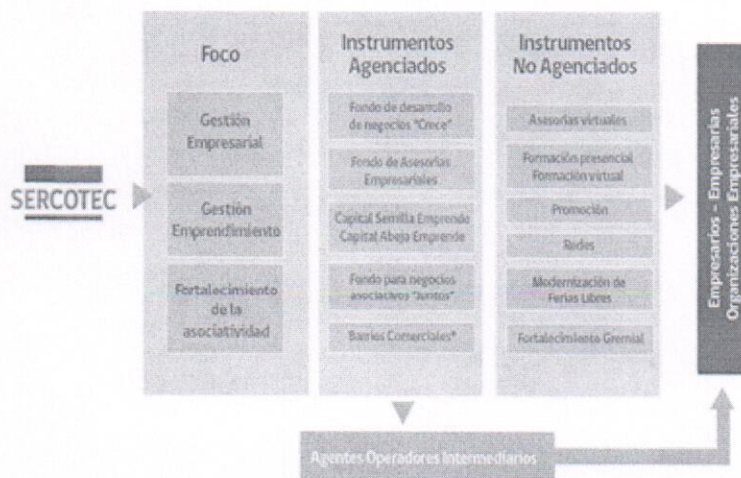 SERCOTEC
Foco
Gestión
Empresarial
Gestión
Emprendimiento
Fortalecimiento
de la
asociatividad
Instrumentos
Agenciados
Fondo de desarrollo
de negocios "Crece"
Fondo de Asesorías
Empresariales
Capital Semilla Emprende
Capital Abeja Emprende
Fondo para negocios
asociativos "Juntos"
Barrios Comerciales*
Instrumentos
No Agenciados
Asesorías virtuales
Formación presencial
Formación virtual
Promoción
Redes
Modernización de
Ferias Libres
Fortalecimiento Gremial
Empresarios - Empresarias
Organizaciones Empresariales
Agentes Operadores Intermediarios